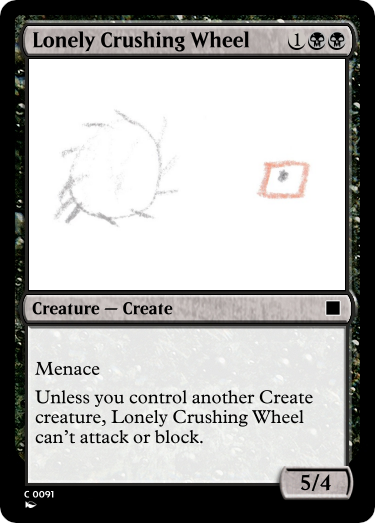 Lonely Crushing Wheel 1
Creature — Create
Menace
Unless you control another Create
creature, Lonely Crushing Wheel
can't attack or block.
5/4
C 0091